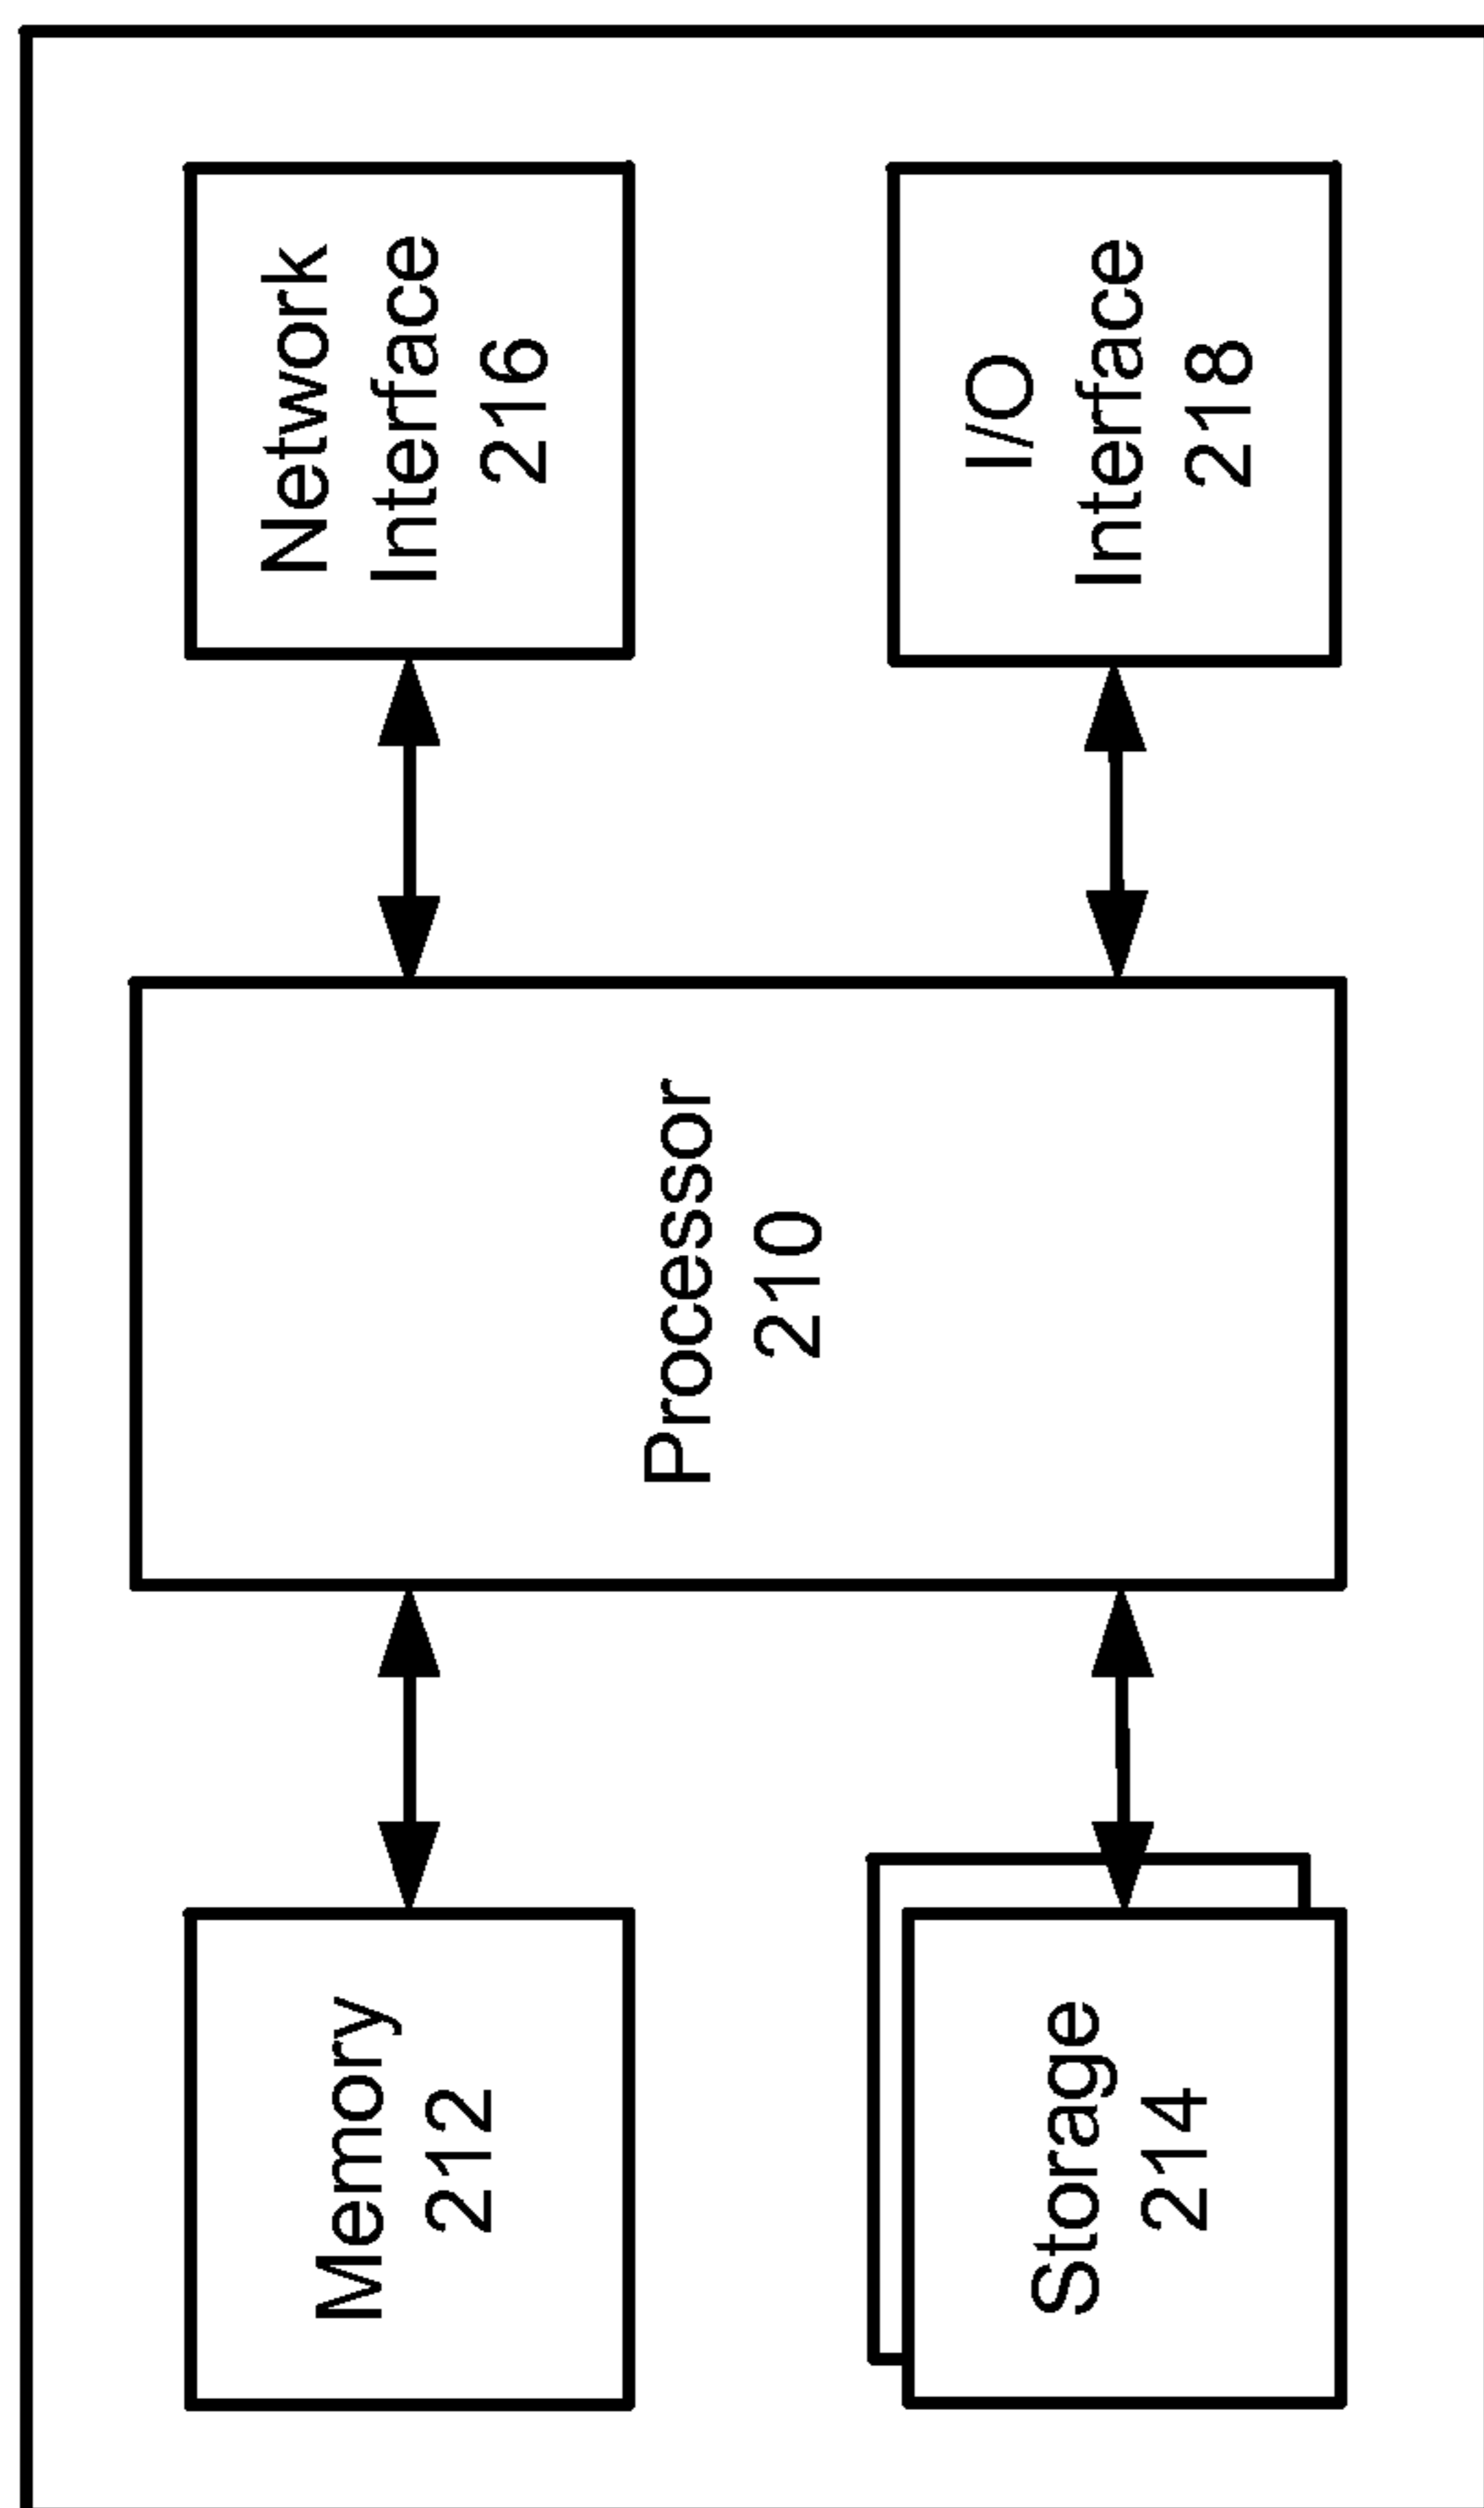 Memory
212
Processor
210
Network
Interface
216
Storage
214
I/O
Interface
218